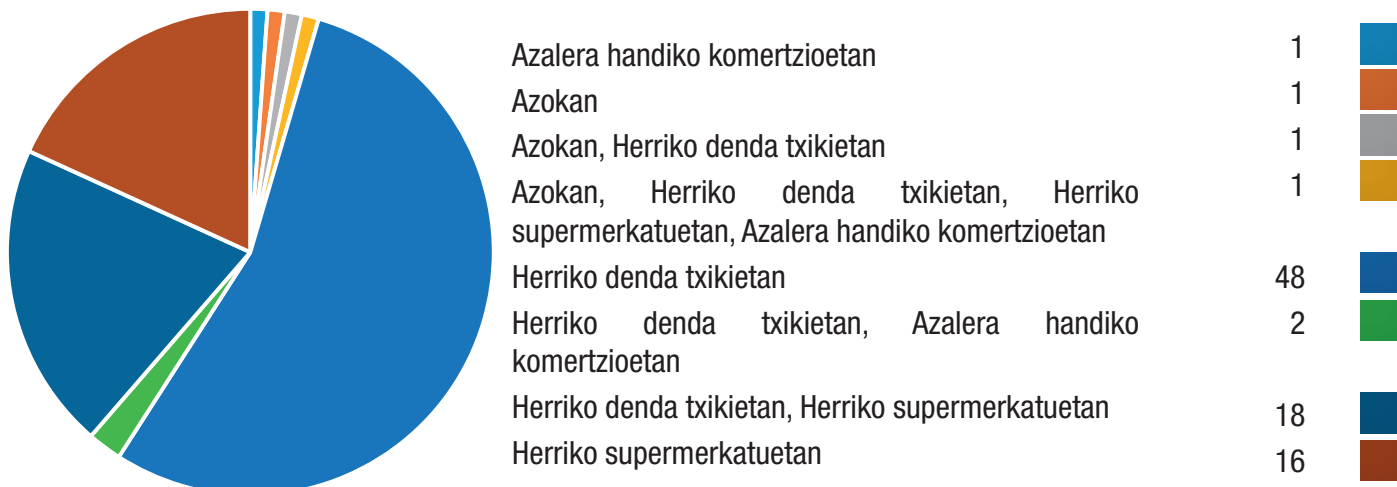 Azalera handiko komertzioetan 1
Azokan 1
Azokan, Herriko denda txikietan 1
Azokan, Herriko denda txikietan, Herriko 1
supermerkatuetan, Azalera handiko komertzioetan
Herriko denda txikietan 48
Herriko denda txikietan, Azalera handiko 2
komertzioetan
Herriko denda txikietan, Herriko supermerkatuetan 18
Herriko supermerkatuetan 16